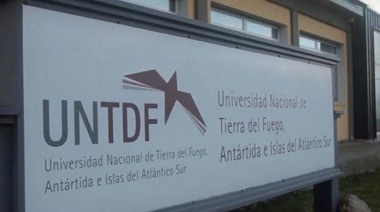 UNTDF
Universidad Nacional de Tierra del Fuego,
Antártida e Islas del Atlántico Sur
Universidad Nacional de
Tierra del Fuego,
Antártida e Islas del Atlántico Sur